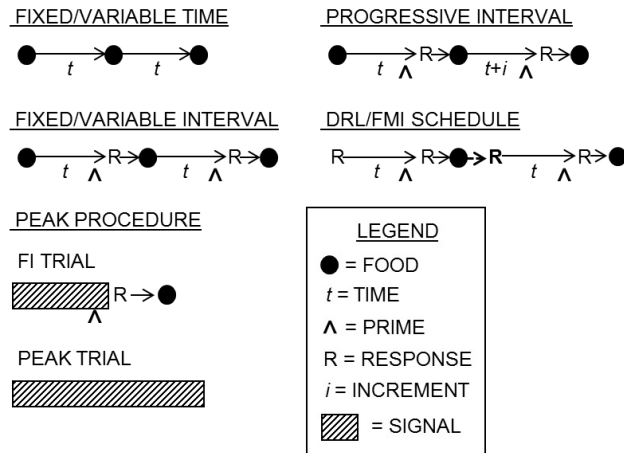 FIXED/VARIABLE TIME
t t
FIXED/VARIABLE INTERVAL
t ʌ R t ʌ R
PEAK PROCEDURE
FI TRIAL
ʌ R
PEAK TRIAL
PROGRESSIVE INTERVAL
t ʌ R t+i ʌ R
DRL/FMI SCHEDULE
R t ʌ R R t ʌ R
LEGEND
= FOOD
t = TIME
ʌ = PRIME
R = RESPONSE
i = INCREMENT
= SIGNAL